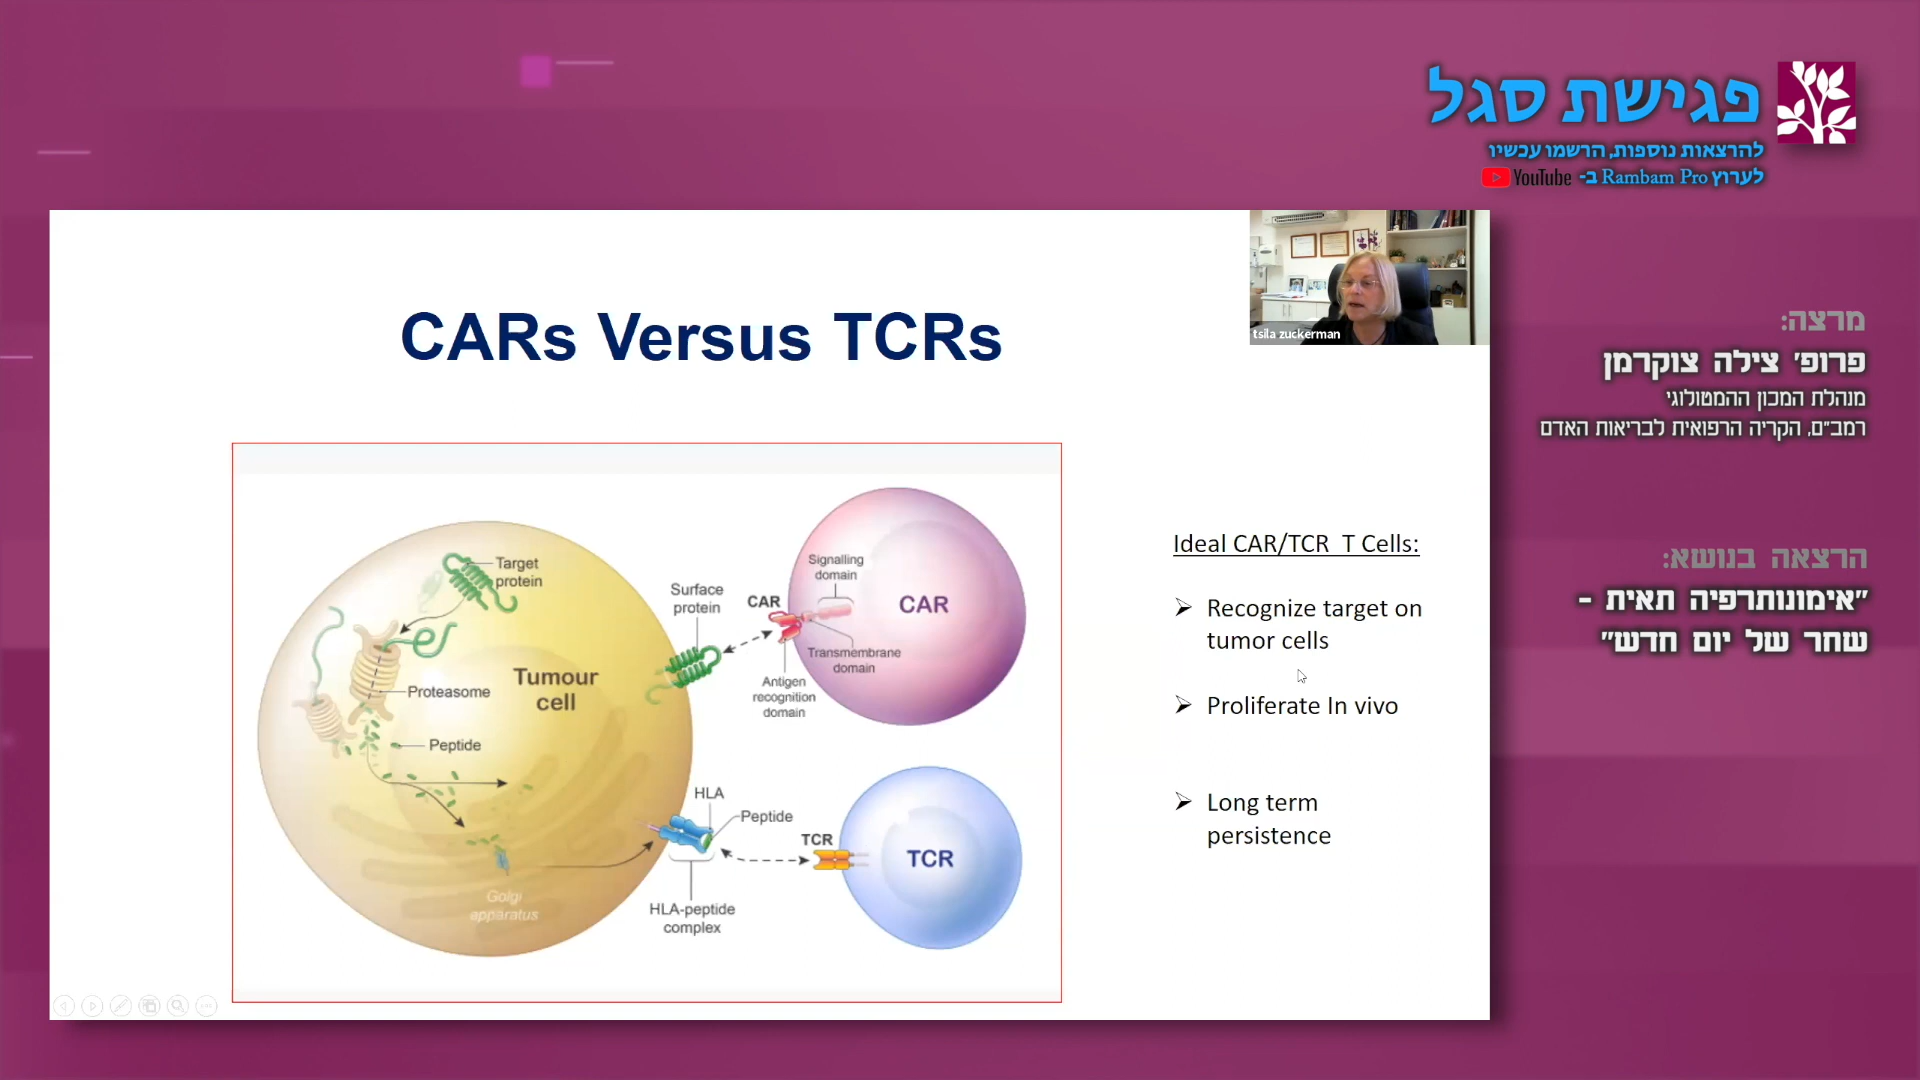 פגישת סגל
להרצאות נוספות, הרשמו עכשיו
לערוץ Rambam Pro ב- YouTube
tsila zuckerman
מרצה:
פרופ' צילה צוקרמן
מנהלת המכון ההמטולוגי
רמב"ם, הקריה הרפואית לבריאות האדם
הרצאה בנושא:
"אימונותרפיה תאית -
שחר של יום חדש"
CARs Versus TCRs
Target
protein
Proteasome
Tumour
cell
Peptide
Golgi
apparatus
Surface
protein
CAR
Signalling
domain
CAR
Transmembrane
domain
Antigen
recognition
domain
HLA
Peptide
TCR
TCR
HLA-peptide
complex
Ideal CAR/TCR T Cells:
➢ Recognize target on
tumor cells
➢ Proliferate In vivo
➢ Long term
persistence